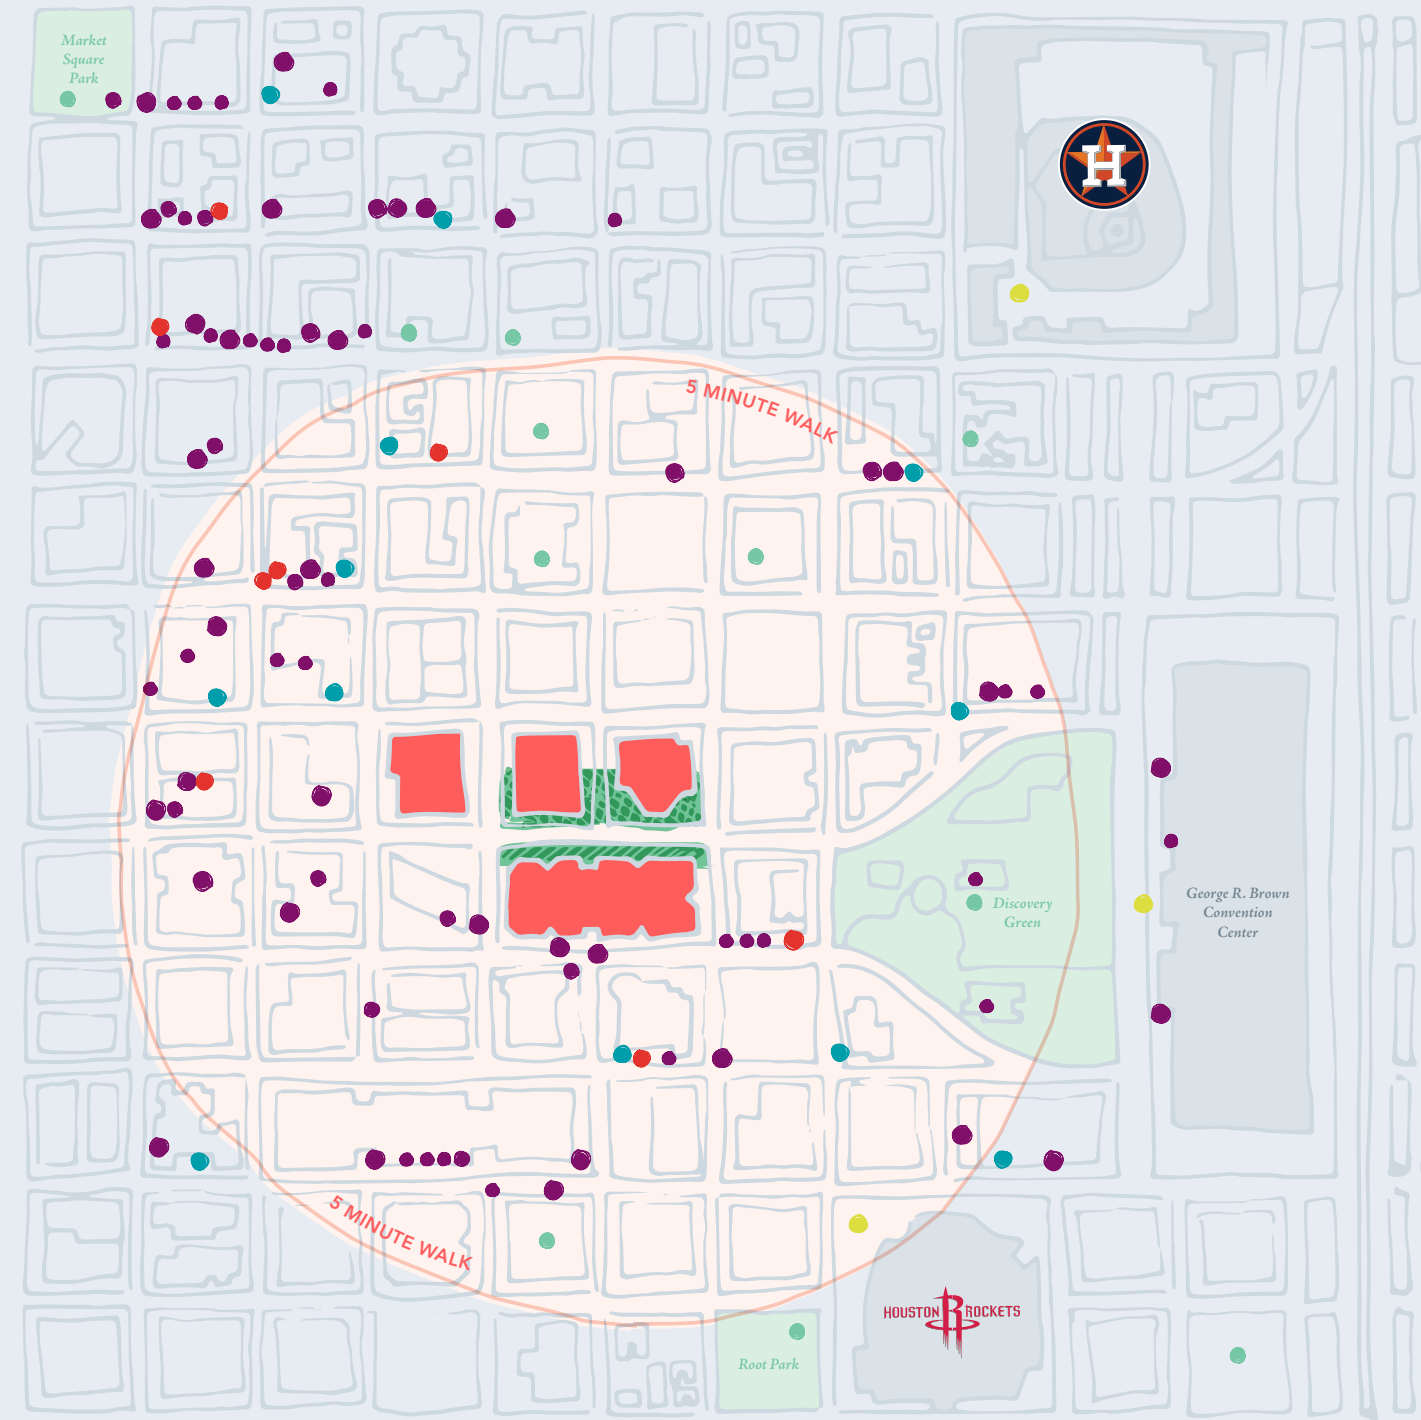 Market
Square
Park
H
5 MINUTE WALK
George R. Brown
Convention
Center
Discovery
Green
5 MINUTE WALK
HOUSTON R ROCKETS
Root Park